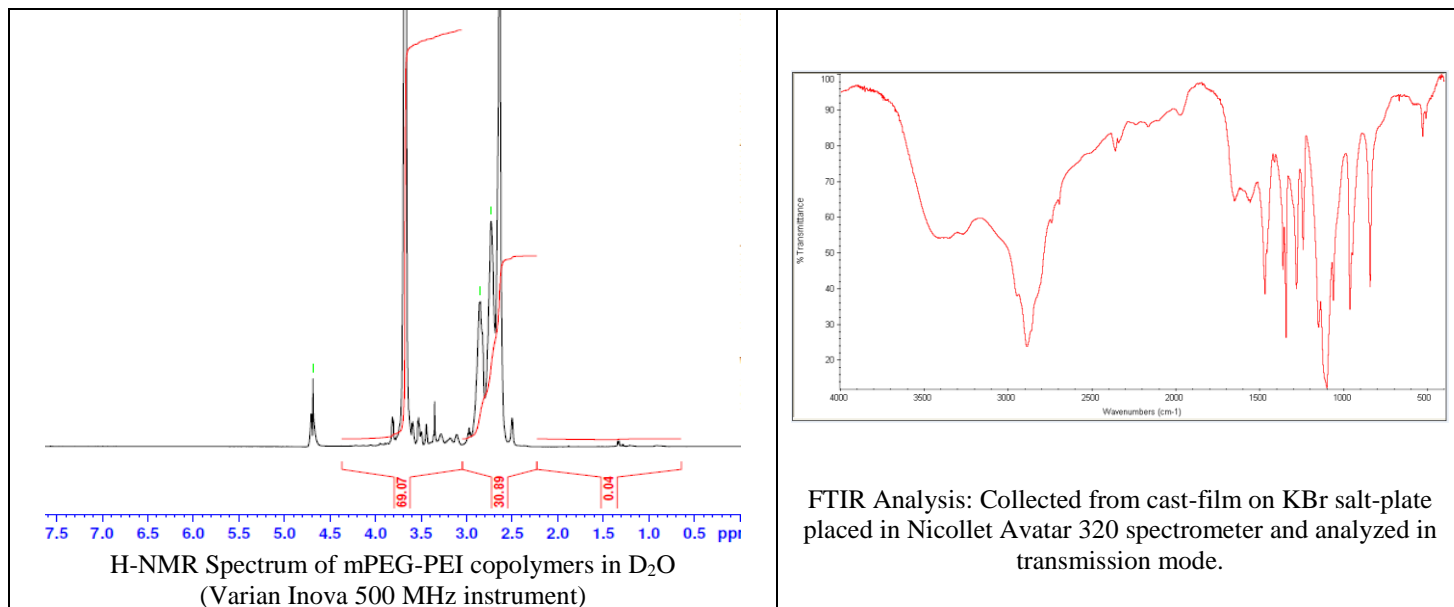 69.07
30.89
0.04
7.5 7.0 6.5 6.0 5.5 5.0 4.5 4.0 3.5 3.0 2.5 2.0 1.5 1.0 0.5 ppm
H-NMR Spectrum of mPEG-PEI copolymers in D₂O
(Varian Inova 500 MHz instrument)
100
90
80
70
60
50
40
30
20
% Transmittance
4000 3500 3000 2500 2000 1500 1000 500
Wavenumbers (cm-1)
FTIR Analysis: Collected from cast-film on KBr salt-plate
placed in Nicollet Avatar 320 spectrometer and analyzed in
transmission mode.